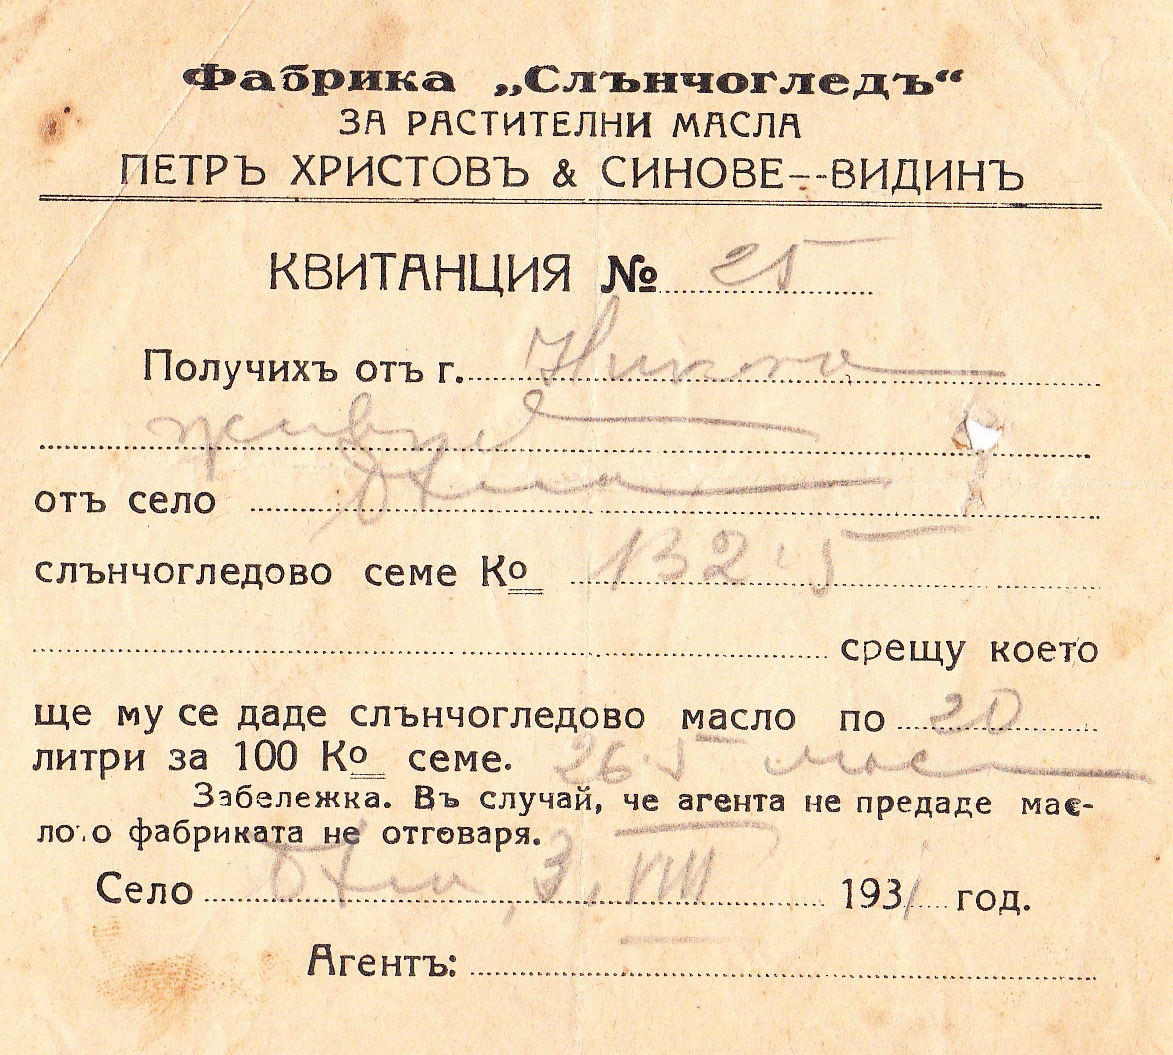 Фабрика „Слънчогледъ“
ЗА РАСТИТЕЛНИ МАСЛА
ПЕТРЪ ХРИСТОВЪ & СИНОВЕ--ВИДИНЪ
КВИТАНЦИЯ № 25
Получихъ отъ г.
отъ село
слънчогледово семе Ко 132·5
срещу което
ще му се даде слънчогледово масло по 20
литри за 100 Ко семе. 26·5 масло
Забележка. Въ случай, че агента не предаде мас-
ло о фабриката не отговаря.
Село 3, VIII 1931 год.
Агентъ: